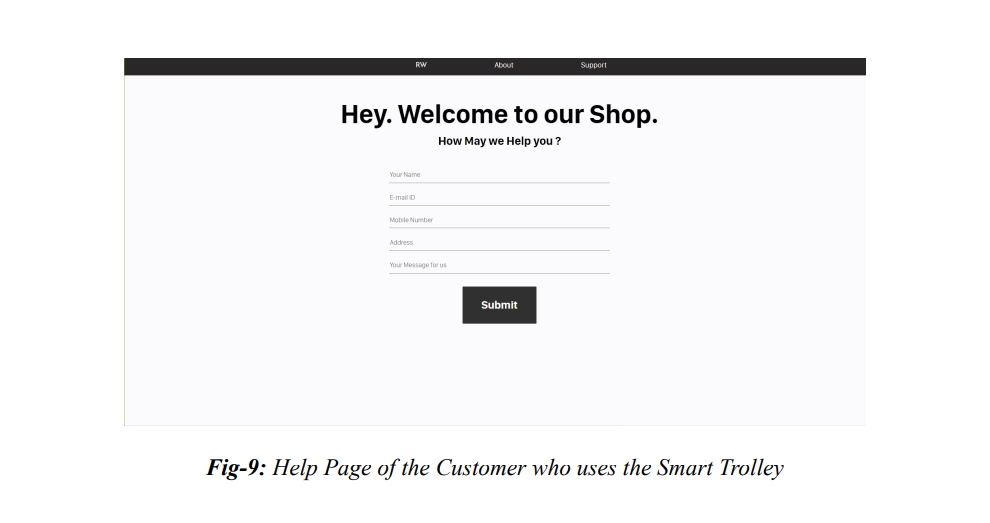 RW About Support
Hey. Welcome to our Shop.
How May we Help you ?
Your Name
E-mail ID
Mobile Number
Address
Your Message for us
Submit
Fig-9: Help Page of the Customer who uses the Smart Trolley